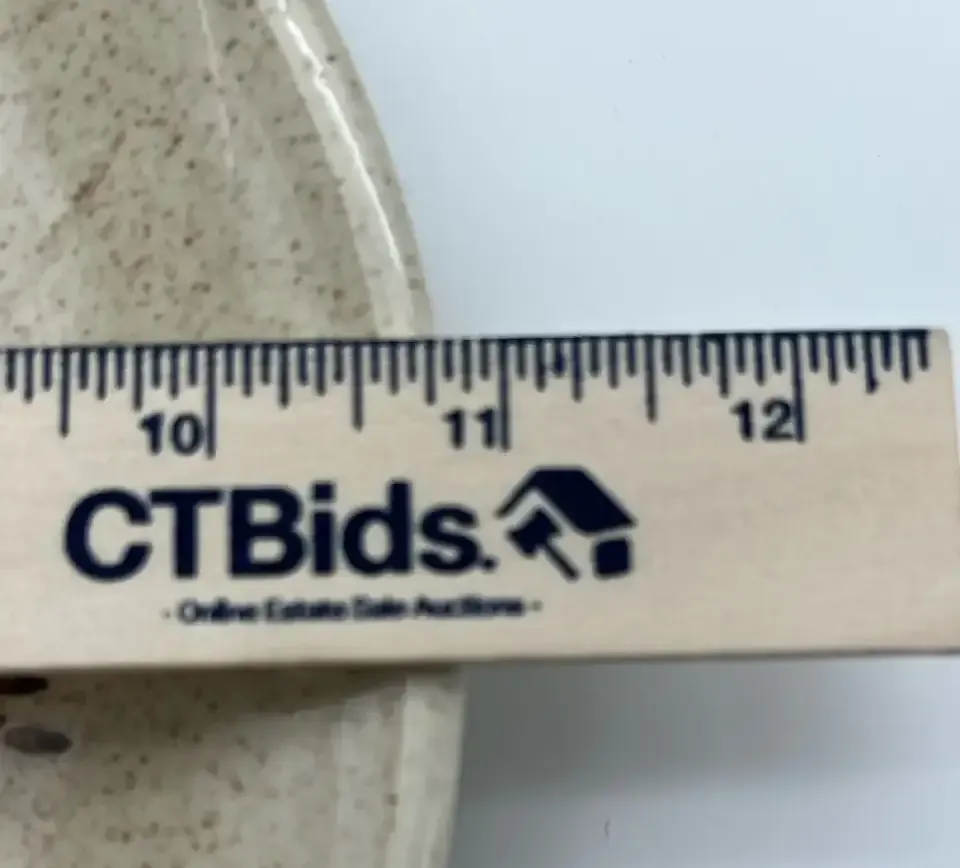 10 11 12
CTBids.
- Online Estate Sale Auctions -